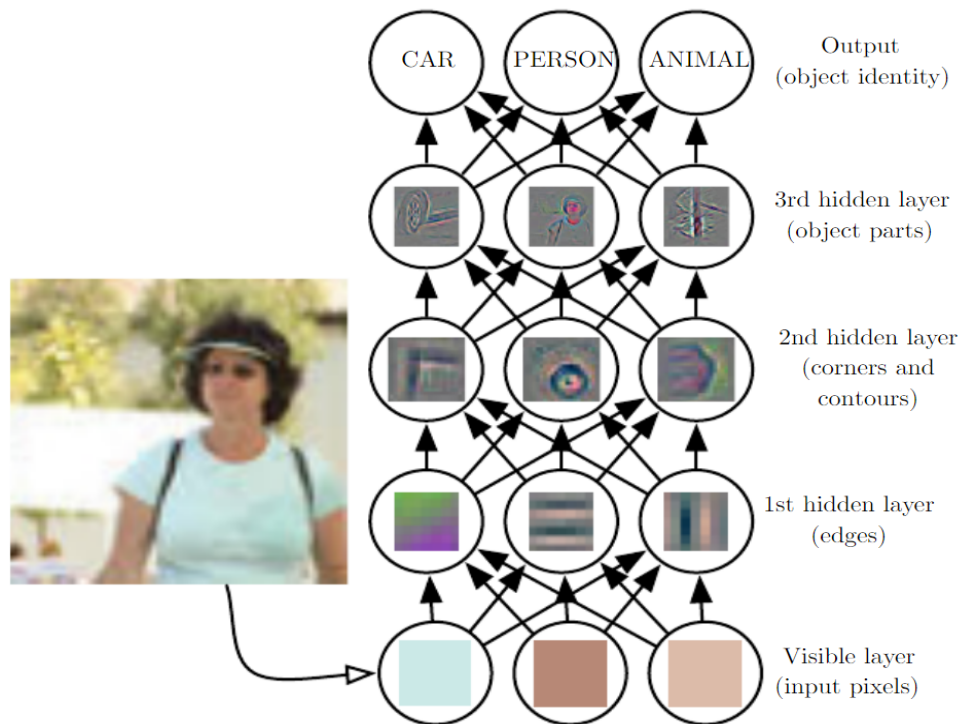 CAR PERSON ANIMAL
Output
(object identity)
3rd hidden layer
(object parts)
2nd hidden layer
(corners and
contours)
1st hidden layer
(edges)
Visible layer
(input pixels)